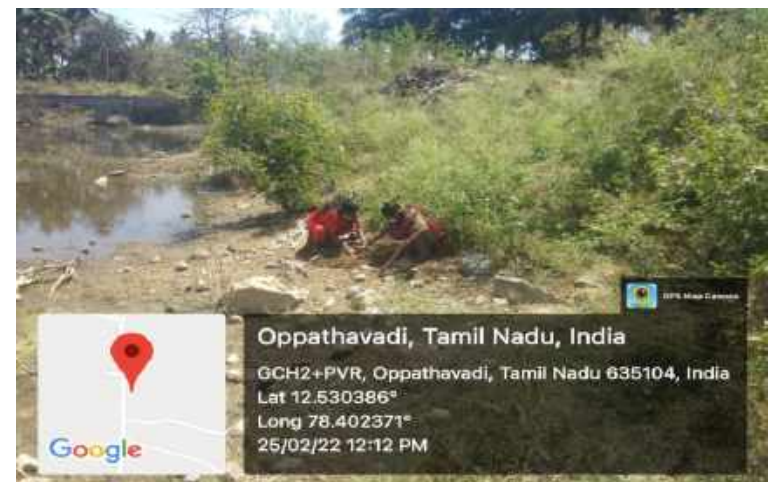 GPS Map Camera
Oppathavadi, Tamil Nadu, India
GCH2+PVR, Oppathavadi, Tamil Nadu 635104, India
Lat 12.530386°
Long 78.402371°
25/02/22 12:12 PM
Google